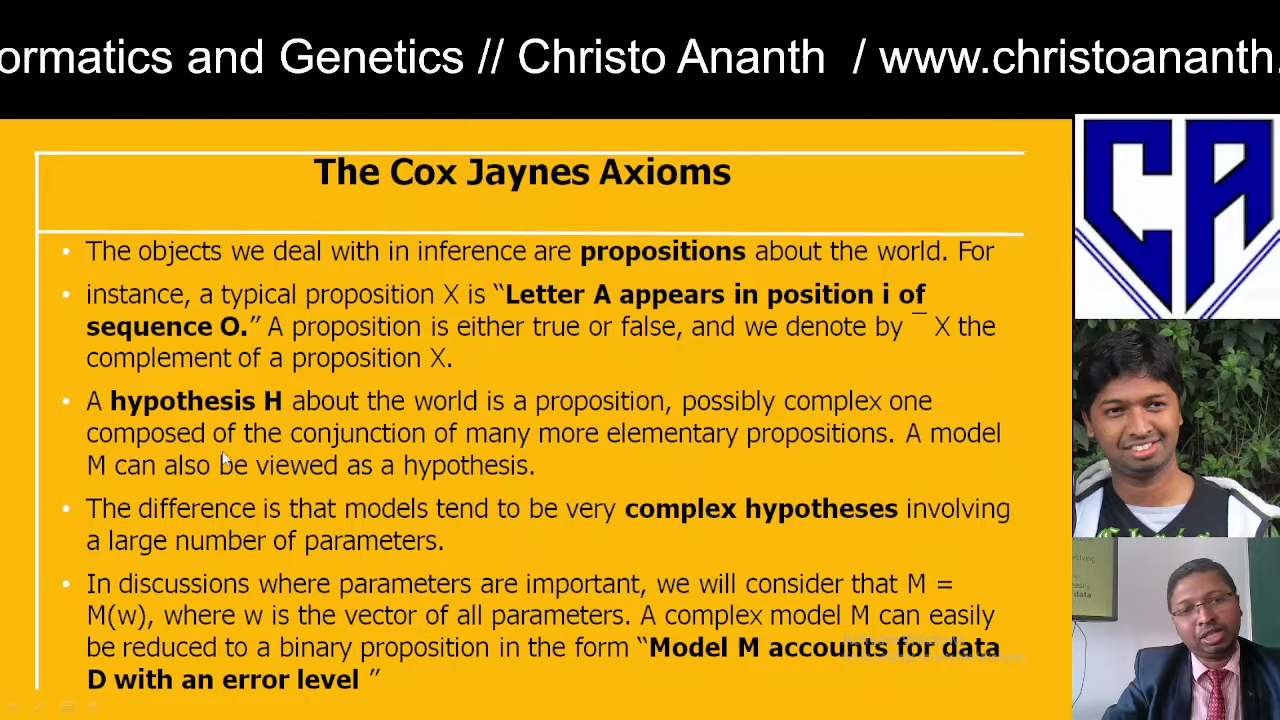 ormatics and Genetics // Christo Ananth / www.christoananth.
CA
The Cox Jaynes Axioms
• The objects we deal with in inference are propositions about the world. For
• instance, a typical proposition X is “Letter A appears in position i of
sequence O.” A proposition is either true or false, and we denote by ¯ X the
complement of a proposition X.
• A hypothesis H about the world is a proposition, possibly complex one
composed of the conjunction of many more elementary propositions. A model
M can also be viewed as a hypothesis.
• The difference is that models tend to be very complex hypotheses involving
a large number of parameters.
• In discussions where parameters are important, we will consider that M =
M(w), where w is the vector of all parameters. A complex model M can easily
be reduced to a binary proposition in the form “Model M accounts for data
D with an error level ”